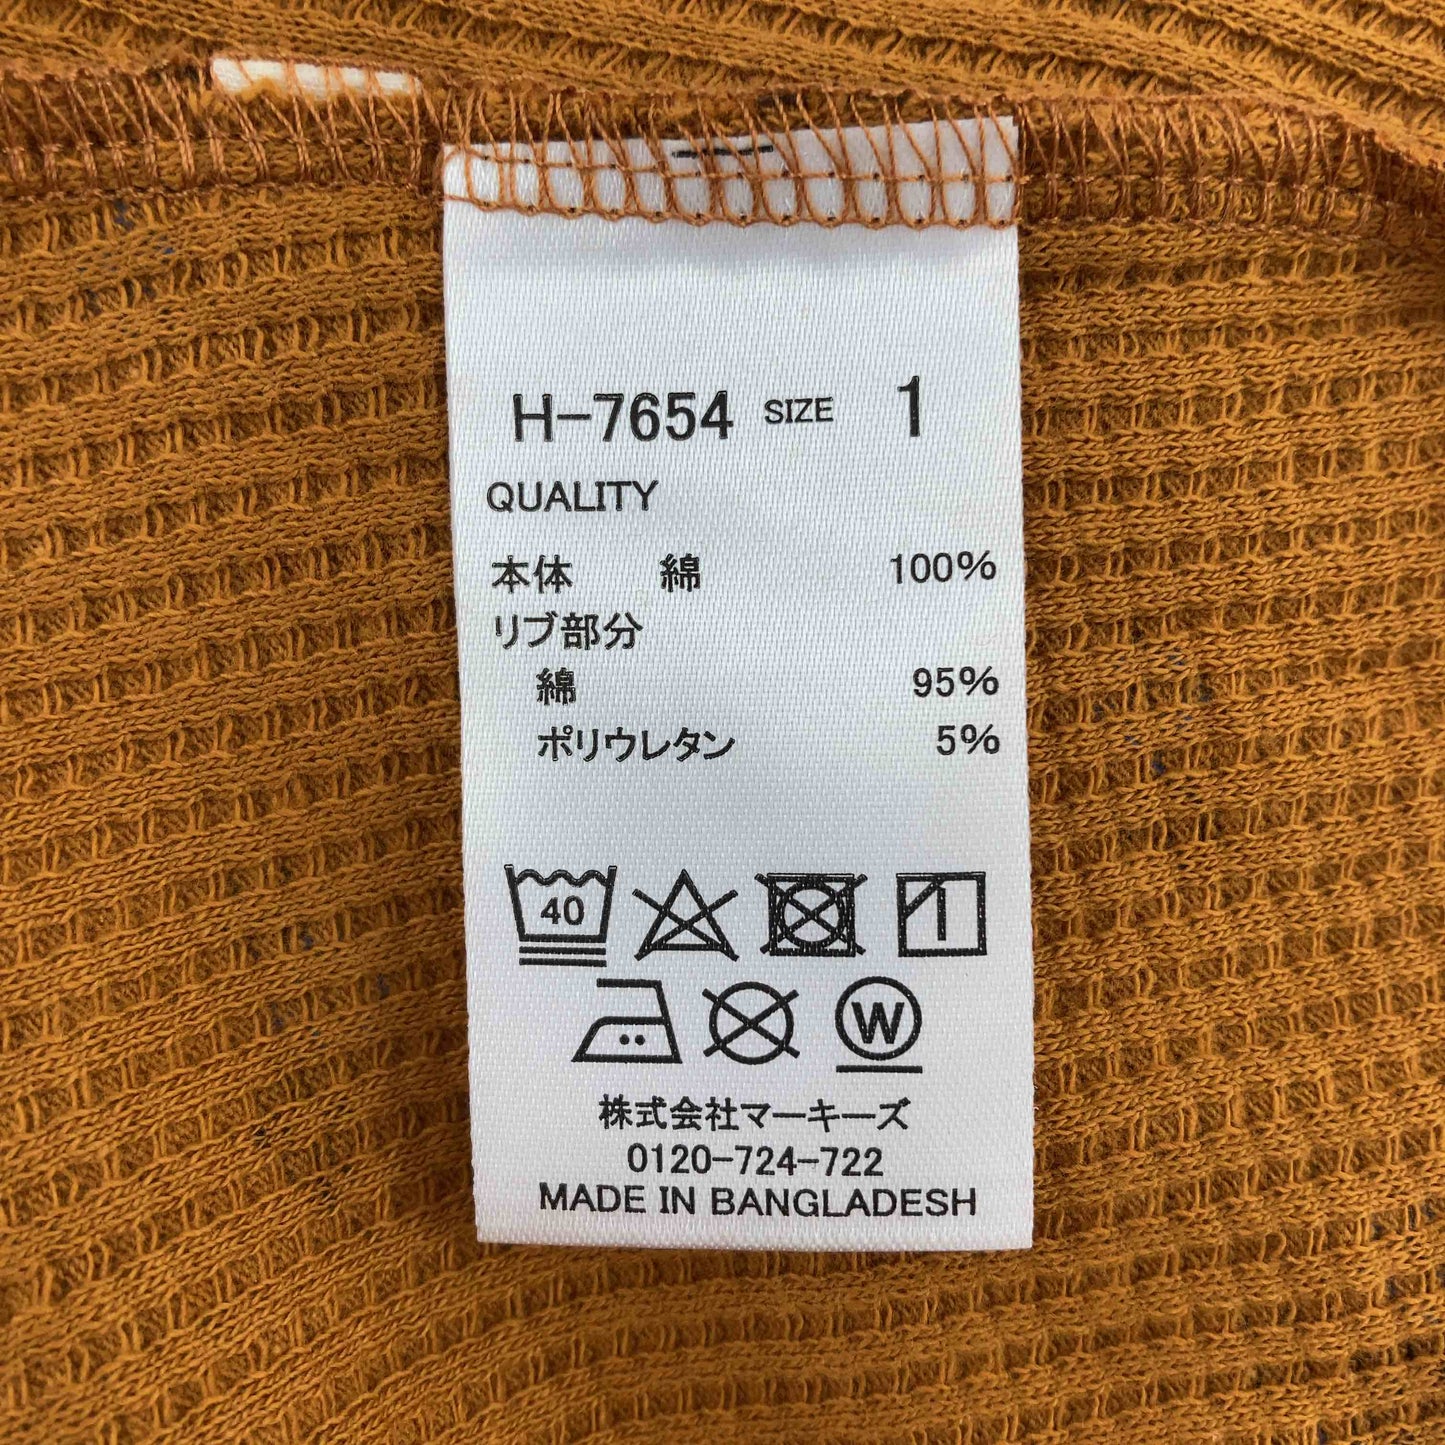 H-7654 SIZE 1
QUALITY
本体 綿 100%
リブ部分
綿 95%
ポリウレタン 5%
40
W
株式会社マーキーズ
0120-724-722
MADE IN BANGLADESH